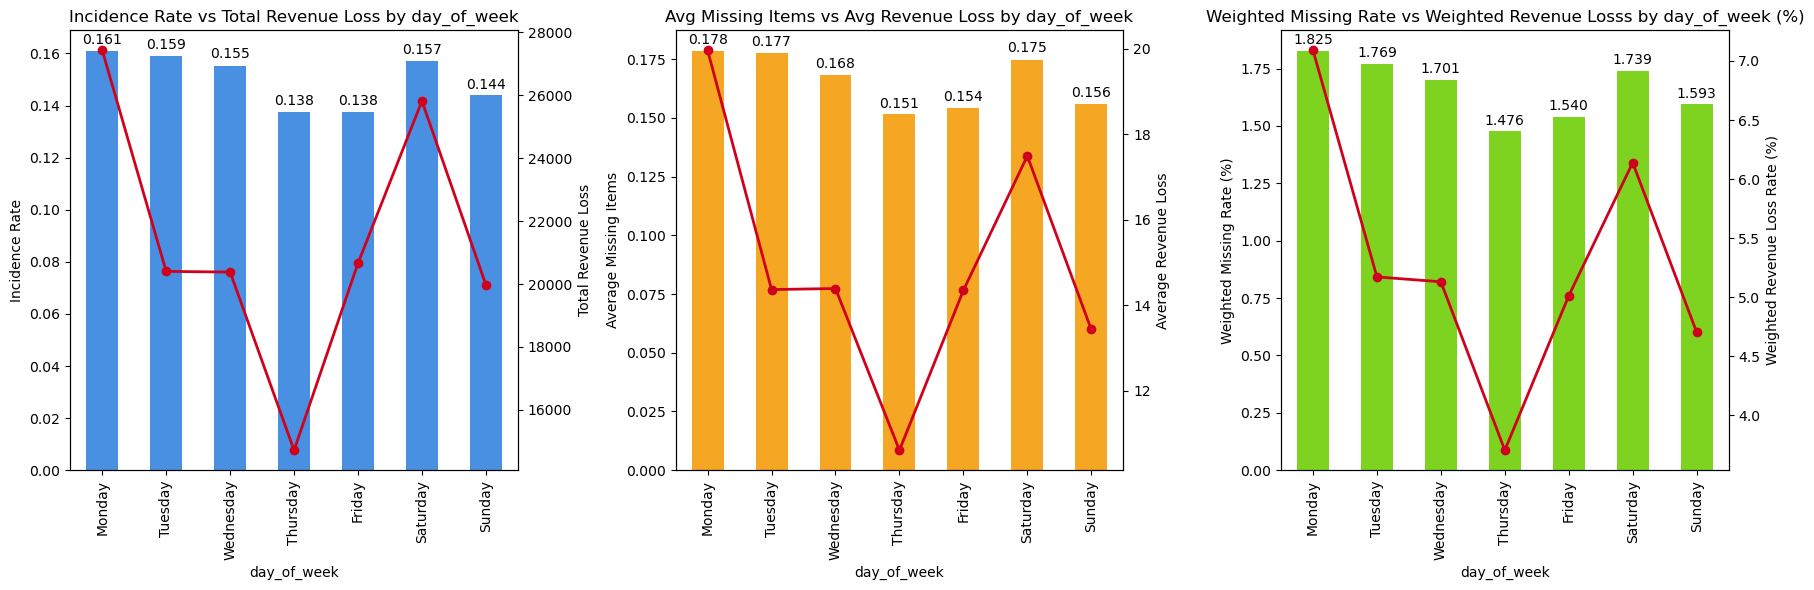 Incidence Rate vs Total Revenue Loss by day_of_week
Incidence Rate
0.16
0.14
0.12
0.10
0.08
0.06
0.04
0.02
0.00
0.161
0.159
0.155
0.138
0.138
0.157
0.144
28000
26000
24000
22000
20000
18000
16000
Total Revenue Loss
Monday
Tuesday
Wednesday
Thursday
Friday
Saturday
Sunday
day_of_week
Avg Missing Items vs Avg Revenue Loss by day_of_week
Average Missing Items
0.175
0.150
0.125
0.100
0.075
0.050
0.025
0.000
0.178
0.177
0.168
0.151
0.154
0.175
0.156
20
18
16
14
12
Average Revenue Loss
Monday
Tuesday
Wednesday
Thursday
Friday
Saturday
Sunday
day_of_week
Weighted Missing Rate vs Weighted Revenue Losss by day_of_week (%)
Weighted Missing Rate (%)
1.75
1.50
1.25
1.00
0.75
0.50
0.25
0.00
1.825
1.769
1.701
1.476
1.540
1.739
1.593
7.0
6.5
6.0
5.5
5.0
4.5
4.0
Weighted Revenue Loss Rate (%)
Monday
Tuesday
Wednesday
Thursday
Friday
Saturday
Sunday
day_of_week